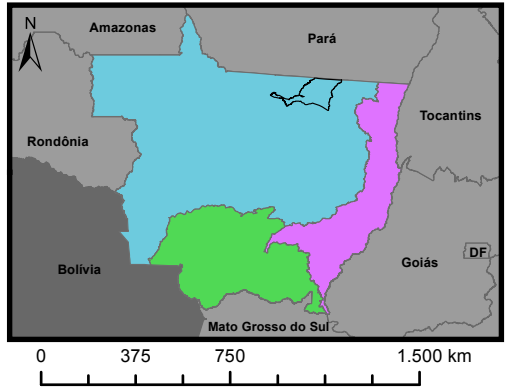 N
Amazonas
Pará
Tocantins
Rondônia
Bolívia
Goiás
DF
Mato Grosso do Sul
0 375 750 1.500 km